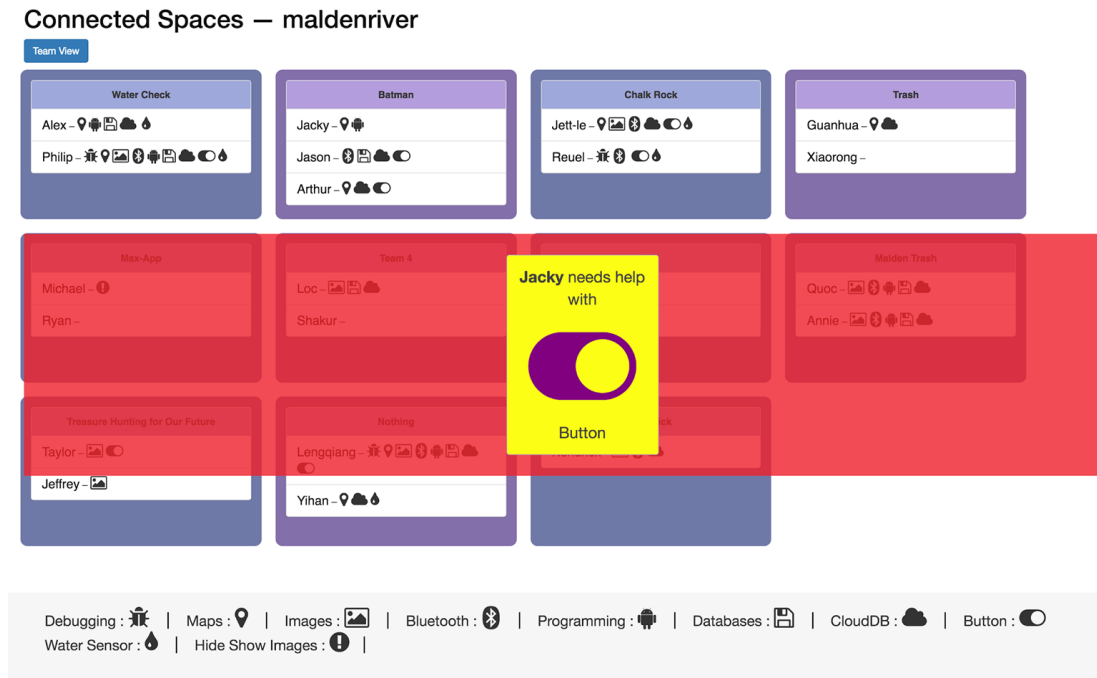 Connected Spaces — maldenriver
Team View
Water Check
Alex –
Philip –
Batman
Jacky –
Jason –
Arthur –
Chalk Rock
Jett-le –
Reuel –
Trash
Guanhua –
Xiaorong –
Max-App
Michael –
Ryan –
Team 4
Loc –
Shakur –
Jacky needs help
with
Button
Malden Trash
Quoc –
Annie –
Treasure Hunting for Our Future
Taylor –
Jeffrey –
Nothing
Lengqiang –
Yihan –
Debugging : | Maps : | Images : | Bluetooth : | Programming : | Databases : | CloudDB : | Button :
Water Sensor : | Hide Show Images : |